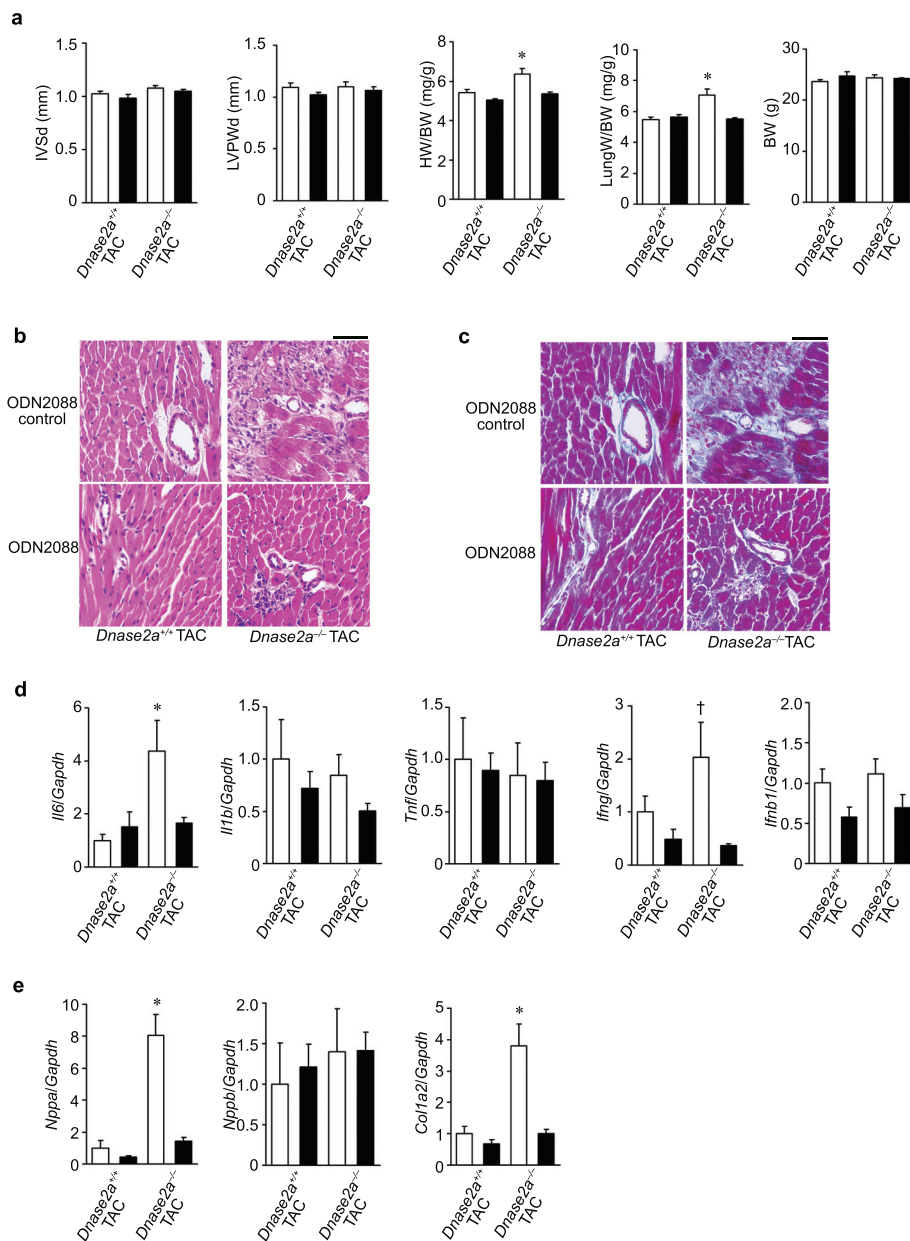 a
IVSd (mm)
1.5
1.0
0.5
0
Dnase2a+/+
TAC
Dnase2a–/–
TAC
LVPWd (mm)
1.5
1.0
0.5
0
Dnase2a+/+
TAC
Dnase2a–/–
TAC
HW/BW (mg/g)
8
6
4
2
0
*
Dnase2a+/+
TAC
Dnase2a–/–
TAC
LungW/BW (mg/g)
10
8
6
4
2
0
*
Dnase2a+/+
TAC
Dnase2a–/–
TAC
BW (g)
30
20
10
0
Dnase2a+/+
TAC
Dnase2a–/–
TAC
b
ODN2088
control
ODN2088
Dnase2a+/+ TAC
Dnase2a–/– TAC
c
ODN2088
control
ODN2088
Dnase2a+/+ TAC
Dnase2a–/– TAC
d
Il6/Gapdh
6
4
2
0
*
Dnase2a+/+
TAC
Dnase2a–/–
TAC
Il1b/Gapdh
1.5
1.0
0.5
0
Dnase2a+/+
TAC
Dnase2a–/–
TAC
Tnf/Gapdh
1.5
1.0
0.5
0
Dnase2a+/+
TAC
Dnase2a–/–
TAC
Ifng/Gapdh
3
2
1
0
†
Dnase2a+/+
TAC
Dnase2a–/–
TAC
Ifnb1/Gapdh
2.0
1.5
1.0
0.5
0.0
Dnase2a+/+
TAC
Dnase2a–/–
TAC
e
Nppa/Gapdh
10
8
6
4
2
0
*
Dnase2a+/+
TAC
Dnase2a–/–
TAC
Nppb/Gapdh
2.0
1.5
1.0
0.5
0
Dnase2a+/+
TAC
Dnase2a–/–
TAC
Col1a2/Gapdh
5
4
3
2
1
0
*
Dnase2a+/+
TAC
Dnase2a–/–
TAC